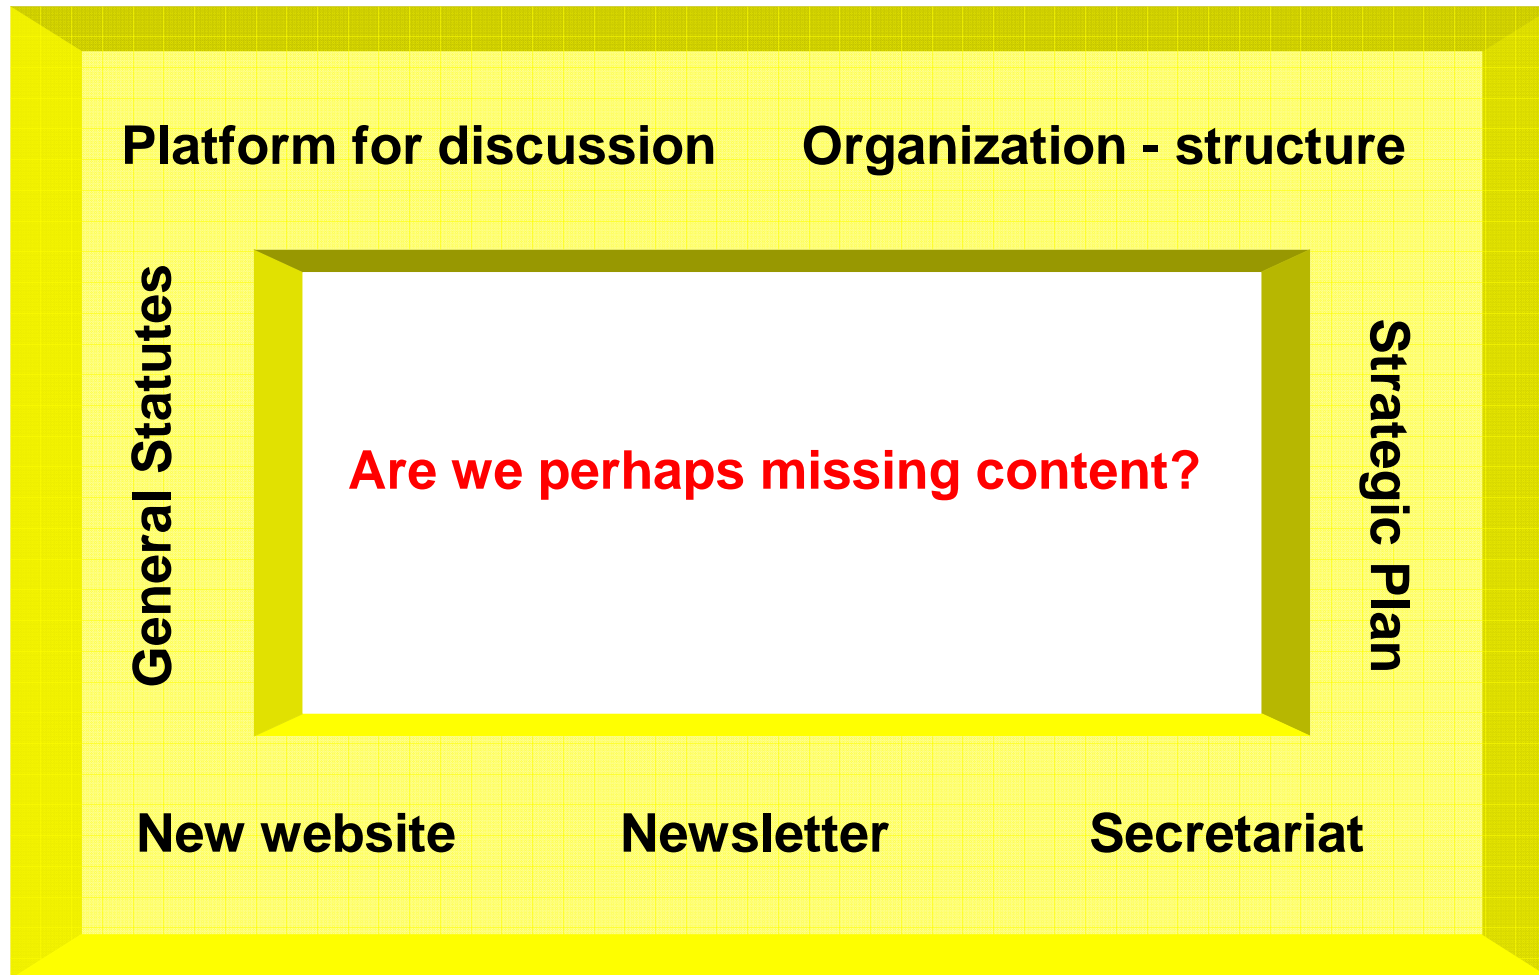 Platform for discussion
Organization - structure
General Statutes
Are we perhaps missing content?
Strategic Plan
New website
Newsletter
Secretariat